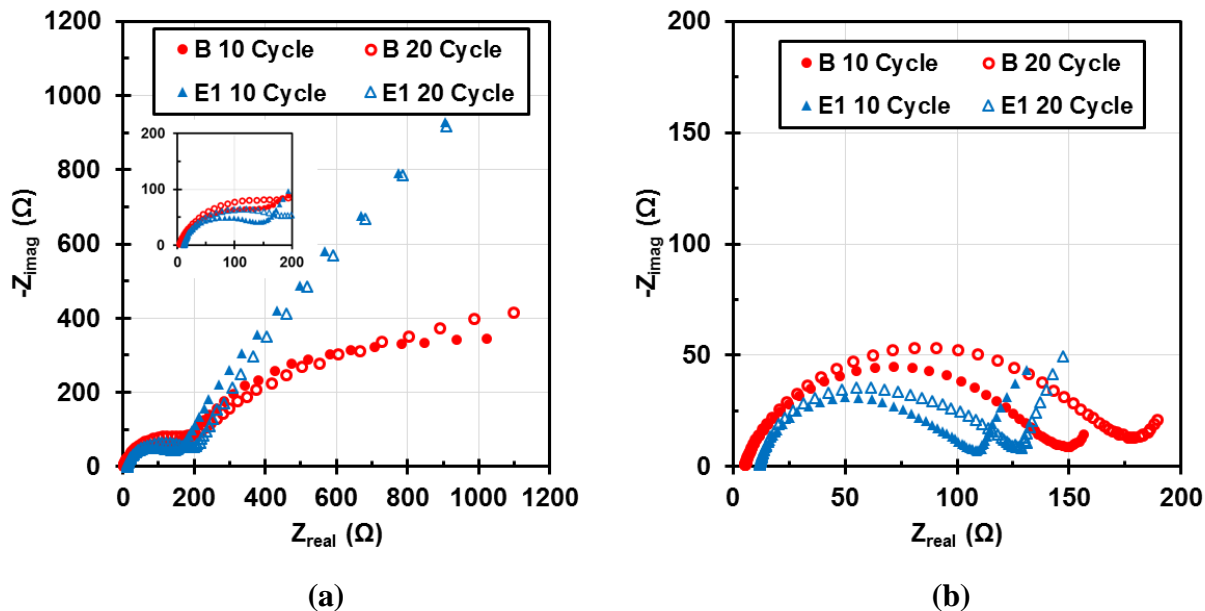 1200
1000
800
600
400
200
0
-Zimag (Ω)
B 10 Cycle
B 20 Cycle
E1 10 Cycle
E1 20 Cycle
200
100
0
0 100 200
0 200 400 600 800 1000 1200
Zreal (Ω)
(a)
200
150
100
50
0
-Zimag (Ω)
B 10 Cycle
B 20 Cycle
E1 10 Cycle
E1 20 Cycle
0 50 100 150 200
Zreal (Ω)
(b)